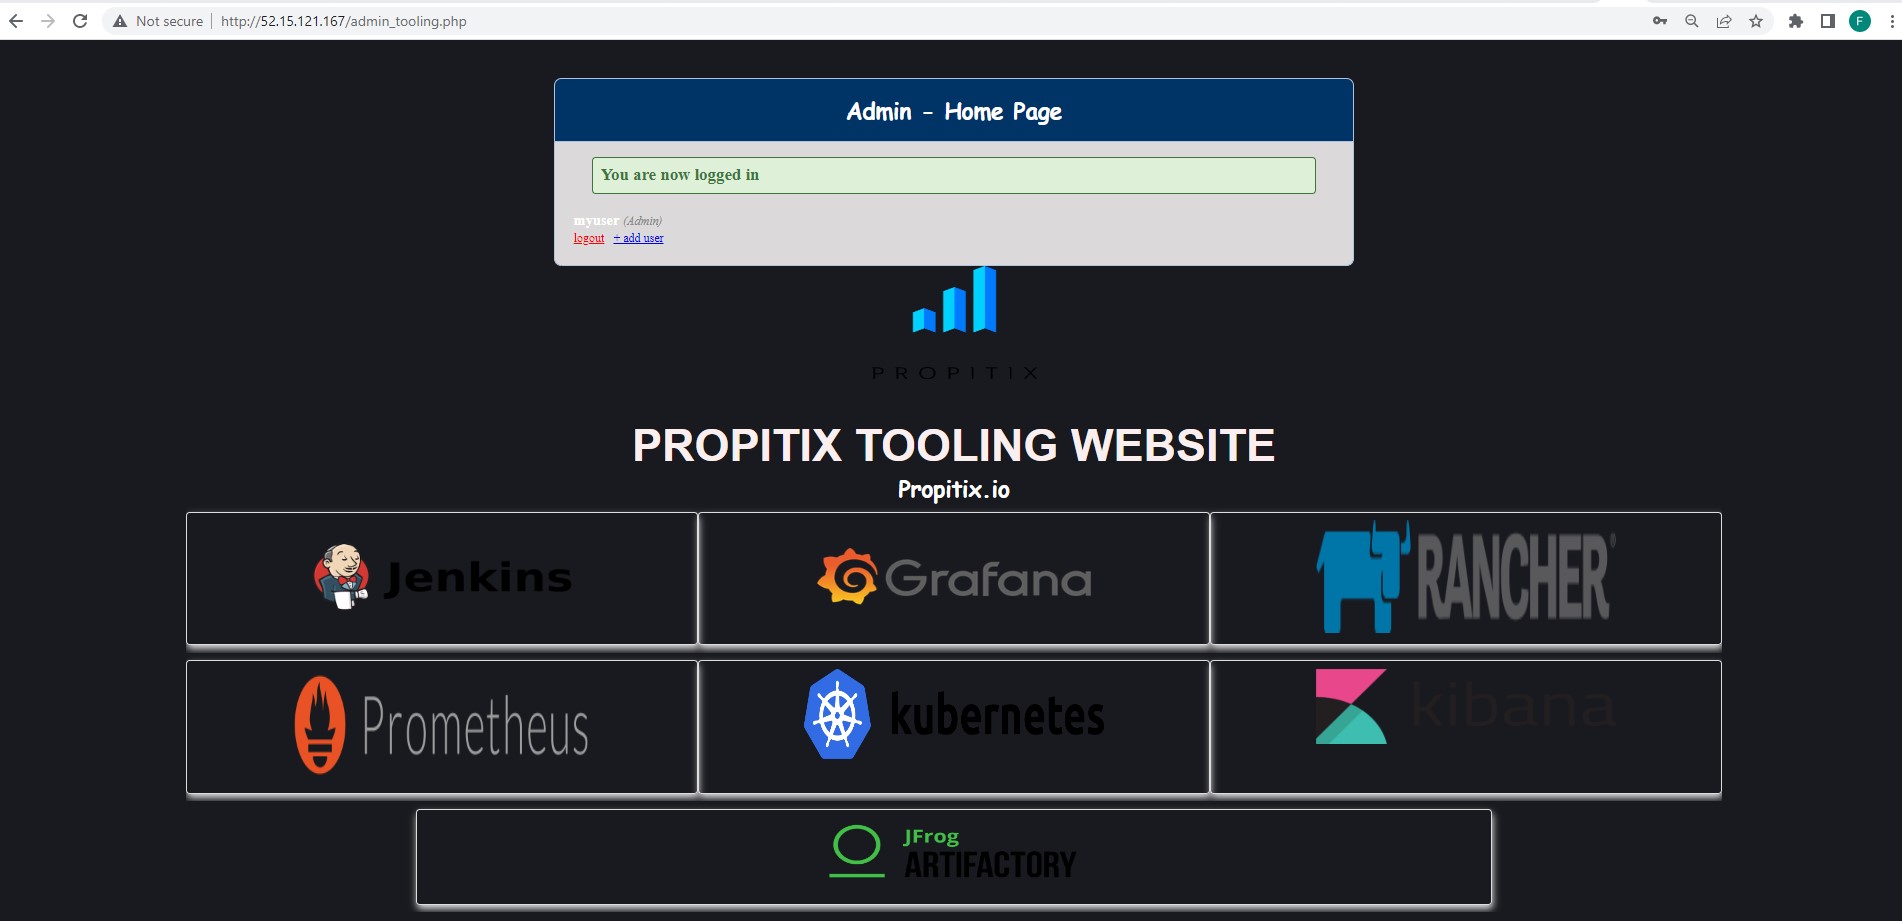 Not secure | http://52.15.121.167/admin_tooling.php
F
Admin - Home Page
You are now logged in
myuser (Admin)
logout + add user
PROPITIX
PROPITIX TOOLING WEBSITE
Propitix.io
Jenkins
Grafana
RANCHER®
Prometheus
kubernetes
kibana
JFrog
ARTIFACTORY